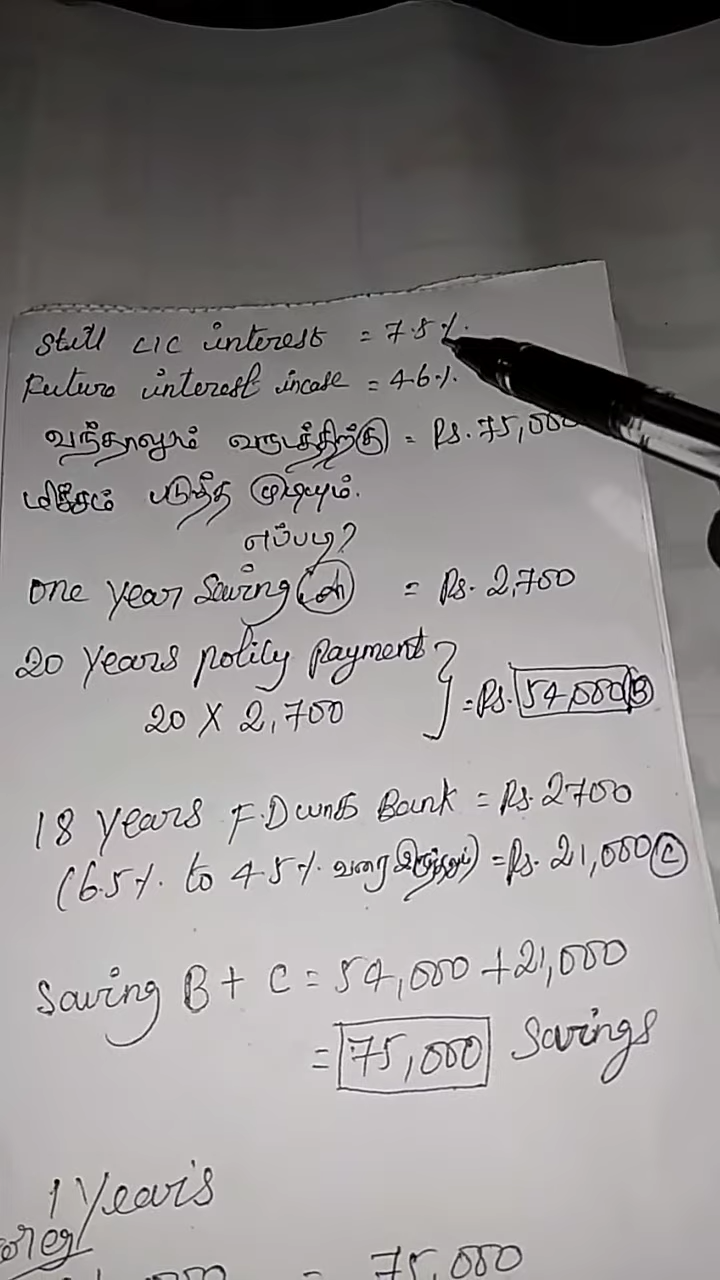 Still LIC interest = 7.5%.
Future interest incase = 4.6%.
வந்தாலும் வருடத்திற்கு = Rs. 75,000
மிச்சம் படுத்த முடியும்.
எப்படி?
One Year Saving = Rs. 2,700
20 Years policy Payment
20 X 2,700 } = Rs. 54,000 B
18 Years F.D Bank = Rs. 2700
(6.5%. to 4.5%. வரை இருந்தால்) = Rs. 21,000 C
Saving B + C = 54,000 + 21,000
= 75,000 Savings
1 Year's
= 75,000